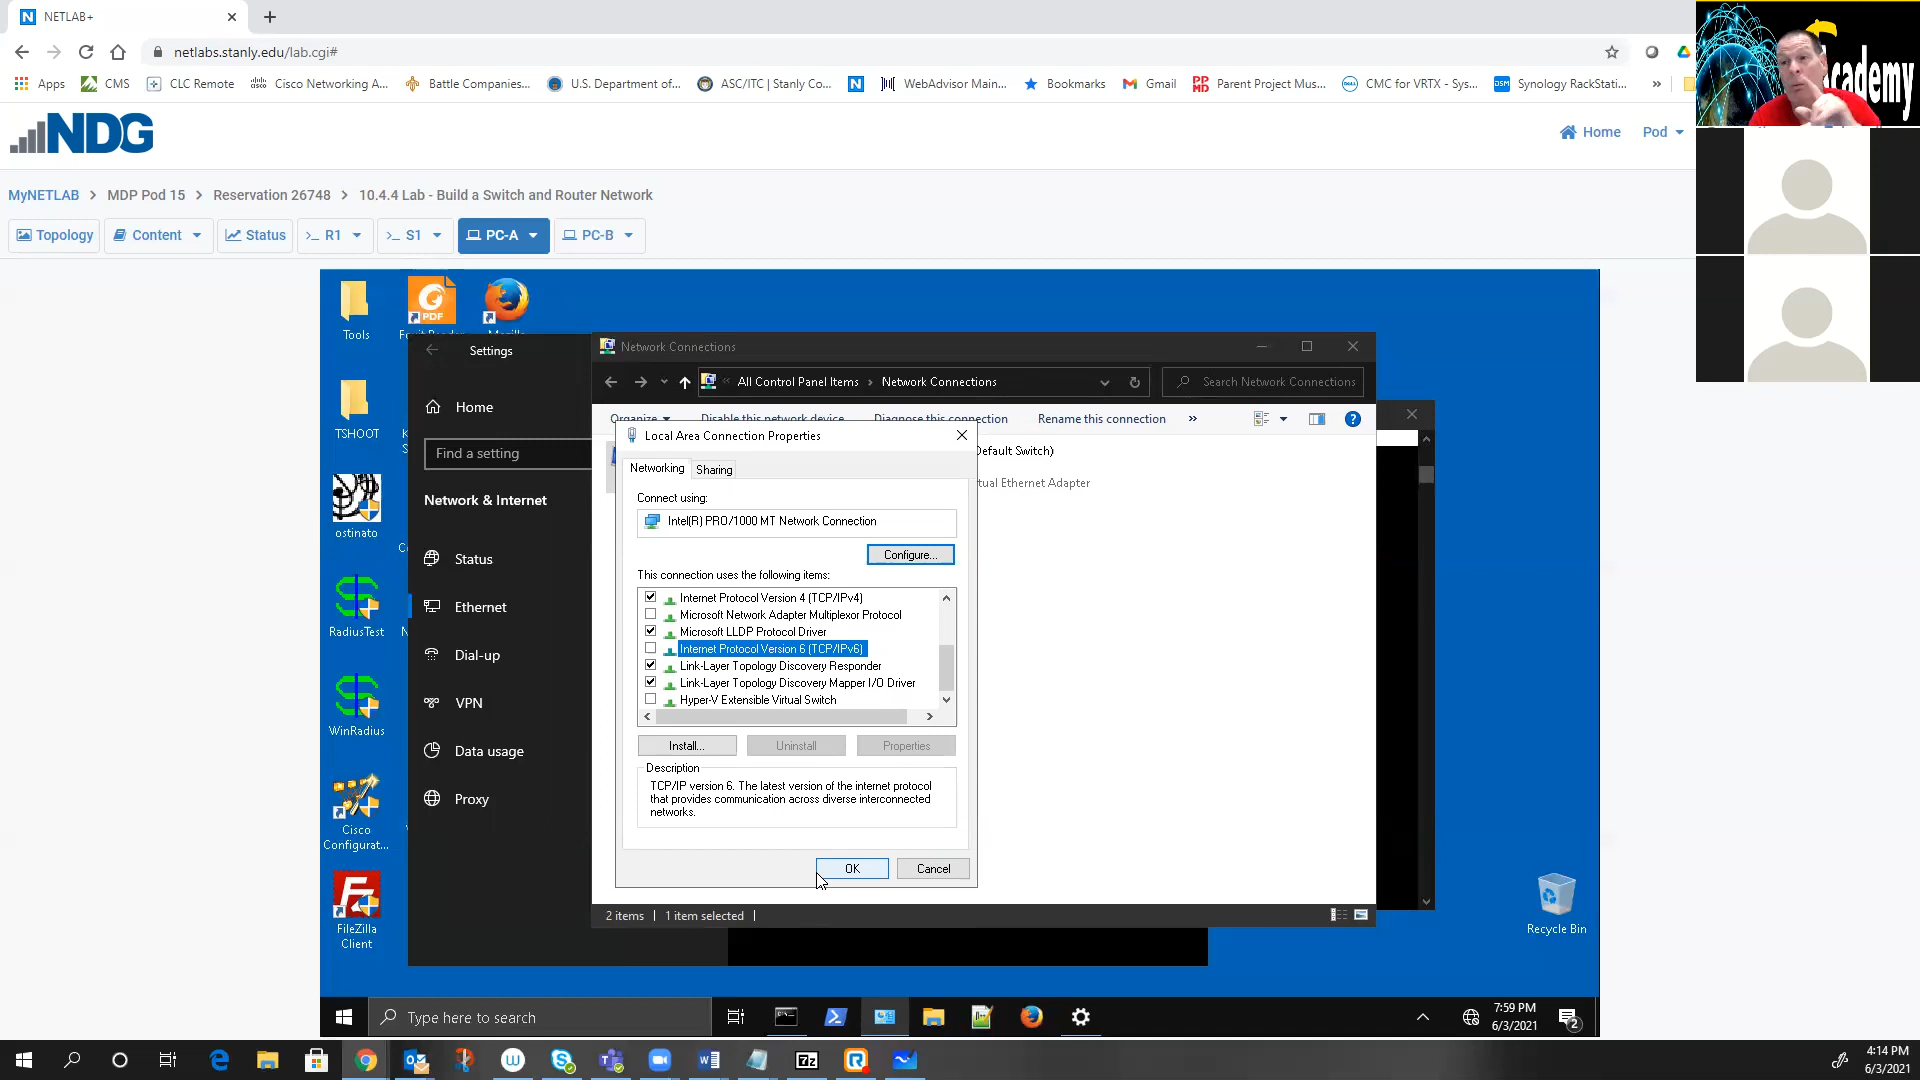 NETLAB+
netlabs.stanly.edu/lab.cgi#
Apps CMS CLC Remote Cisco Networking A... Battle Companies... U.S. Department of... ASC/ITC | Stanly Co... WebAdvisor Main... Bookmarks Gmail Parent Project Mus... CMC for VRTX - Sys... Synology RackStati... »
NDG
Home Pod
MyNETLAB > MDP Pod 15 > Reservation 26748 > 10.4.4 Lab - Build a Switch and Router Network
Topology Content Status R1 S1 PC-A PC-B
cademy
Tools
TSHOOT
ostinato
RadiusTest
WinRadius
Cisco
Configurat...
FileZilla
Client
Settings
Home
Find a setting
Network & Internet
Status
Ethernet
Dial-up
VPN
Data usage
Proxy
Network Connections
All Control Panel Items > Network Connections
Search Network Connections
Organize Disable this network device Diagnose this connection Rename this connection »
Default Switch)
tual Ethernet Adapter
Local Area Connection Properties
Networking Sharing
Connect using:
Intel(R) PRO/1000 MT Network Connection
Configure...
This connection uses the following items:
Internet Protocol Version 4 (TCP/IPv4)
Microsoft Network Adapter Multiplexor Protocol
Microsoft LLDP Protocol Driver
Internet Protocol Version 6 (TCP/IPv6)
Link-Layer Topology Discovery Responder
Link-Layer Topology Discovery Mapper I/O Driver
Hyper-V Extensible Virtual Switch
Install... Uninstall Properties
Description
TCP/IP version 6. The latest version of the internet protocol
that provides communication across diverse interconnected
networks.
OK Cancel
2 items 1 item selected
Recycle Bin
Type here to search
7:59 PM
6/3/2021
2
4:14 PM
6/3/2021